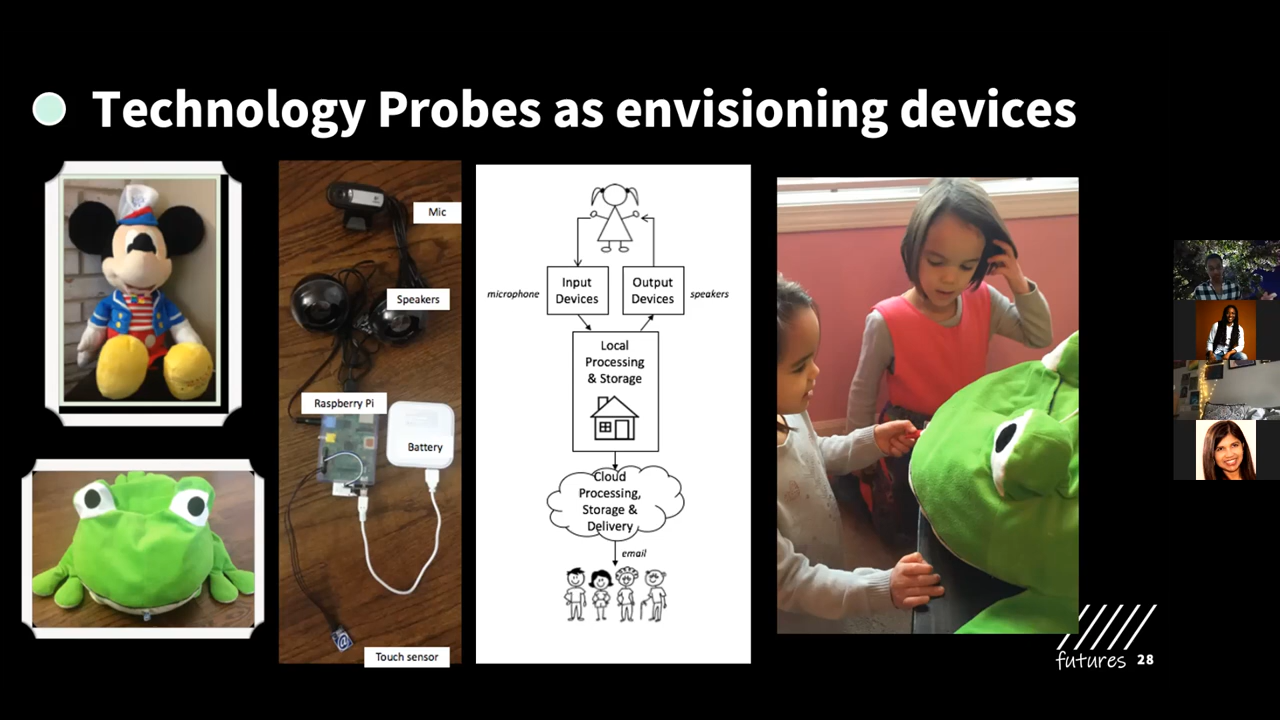 Technology Probes as envisioning devices
Mic
Speakers
Raspberry Pi
Battery
Touch sensor
microphone
Input
Devices
Output
Devices
speakers
Local
Processing
& Storage
Cloud
Processing,
Storage &
Delivery
email
futures 28